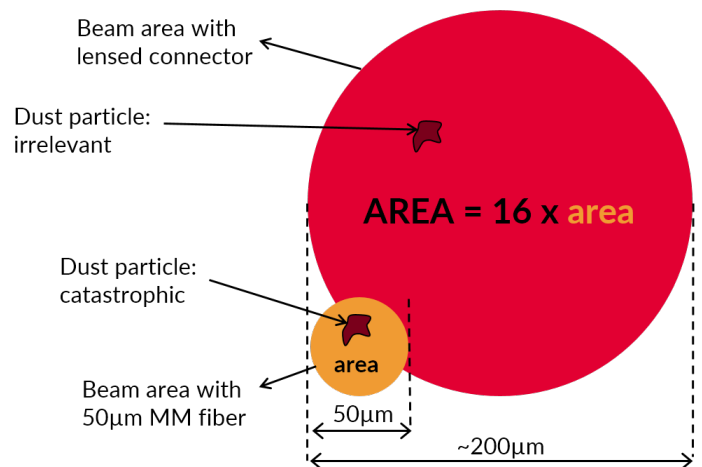 Beam area with
lensed connector
Dust particle:
irrelevant
AREA = 16 x area
Dust particle:
catastrophic
area
Beam area with
50µm MM fiber
50µm
~200µm